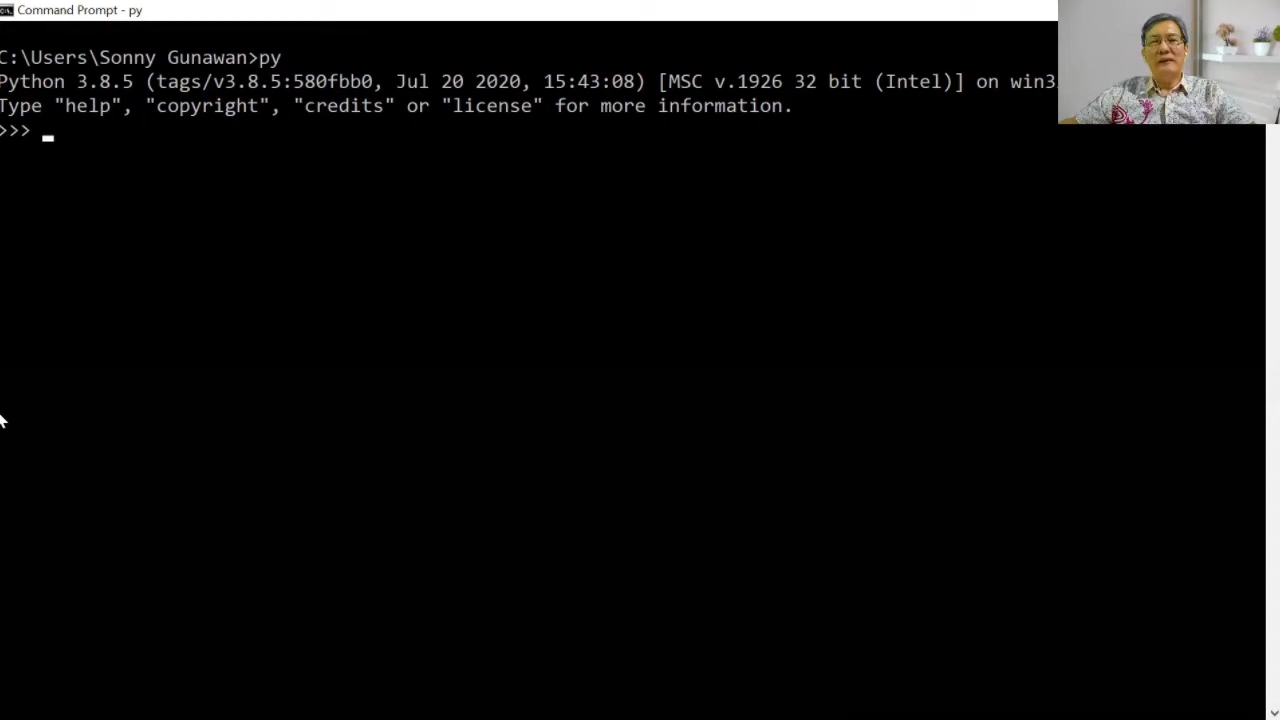 Command Prompt - py
C:\Users\Sonny Gunawan>py
Python 3.8.5 (tags/v3.8.5:580fbb0, Jul 20 2020, 15:43:08) [MSC v.1926 32 bit (Intel)] on win3
Type "help", "copyright", "credits" or "license" for more information.
>>>